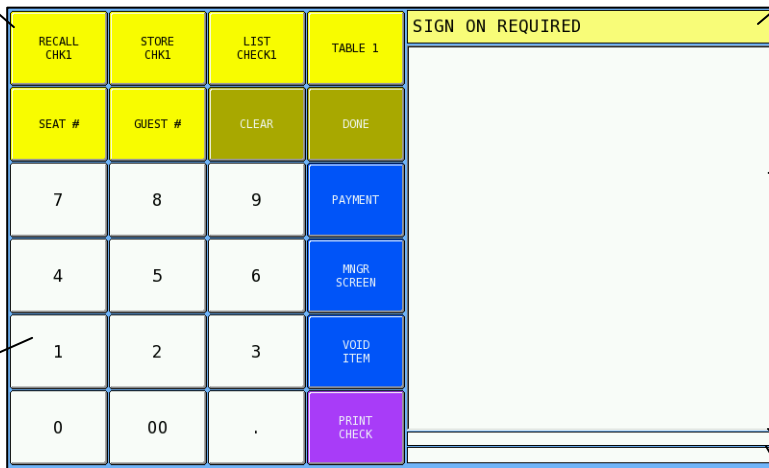 RECALL
CHK1
STORE
CHK1
LIST
CHECK1
TABLE 1
SIGN ON REQUIRED
SEAT #
GUEST #
CLEAR
DONE
7
8
9
PAYMENT
4
5
6
MNGR
SCREEN
1
2
3
VOID
ITEM
0
00
.
PRINT
CHECK